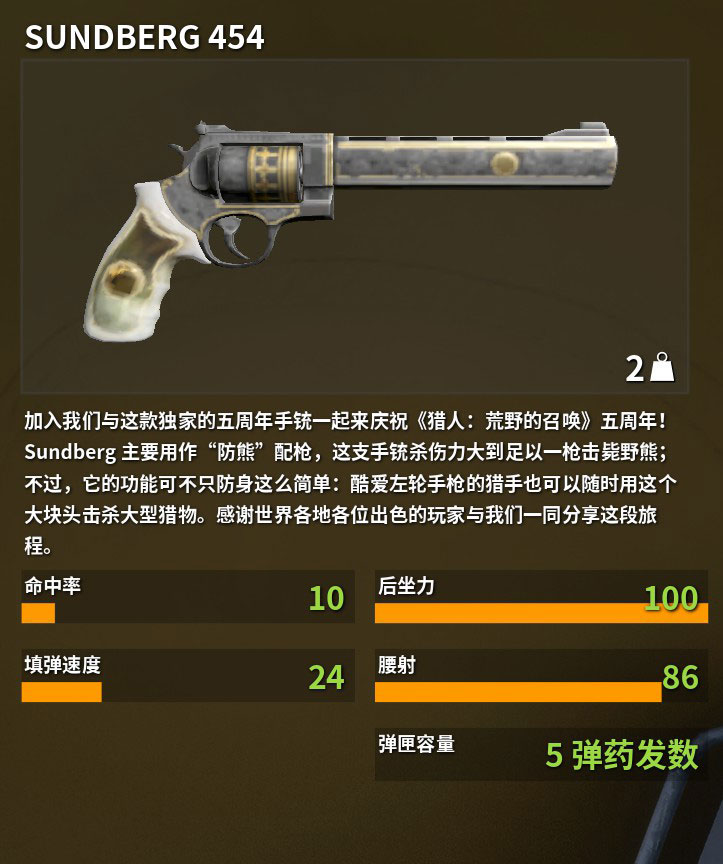 SUNDBERG 454
2
加入我们与这款独家的五周年手铳一起来庆祝《猎人：荒野的召唤》五周年！
Sundberg 主要用作“防熊”配枪，这支手铳杀伤力大到足以一枪击毙野熊；
不过，它的功能可不只防身这么简单：酷爱左轮手枪的猎手也可以随时用这个
大块头击杀大型猎物。感谢世界各地各位出色的玩家与我们一同分享这段旅
程。
命中率 10
后坐力 100
填弹速度 24
腰射 86
弹匣容量 5 弹药发数